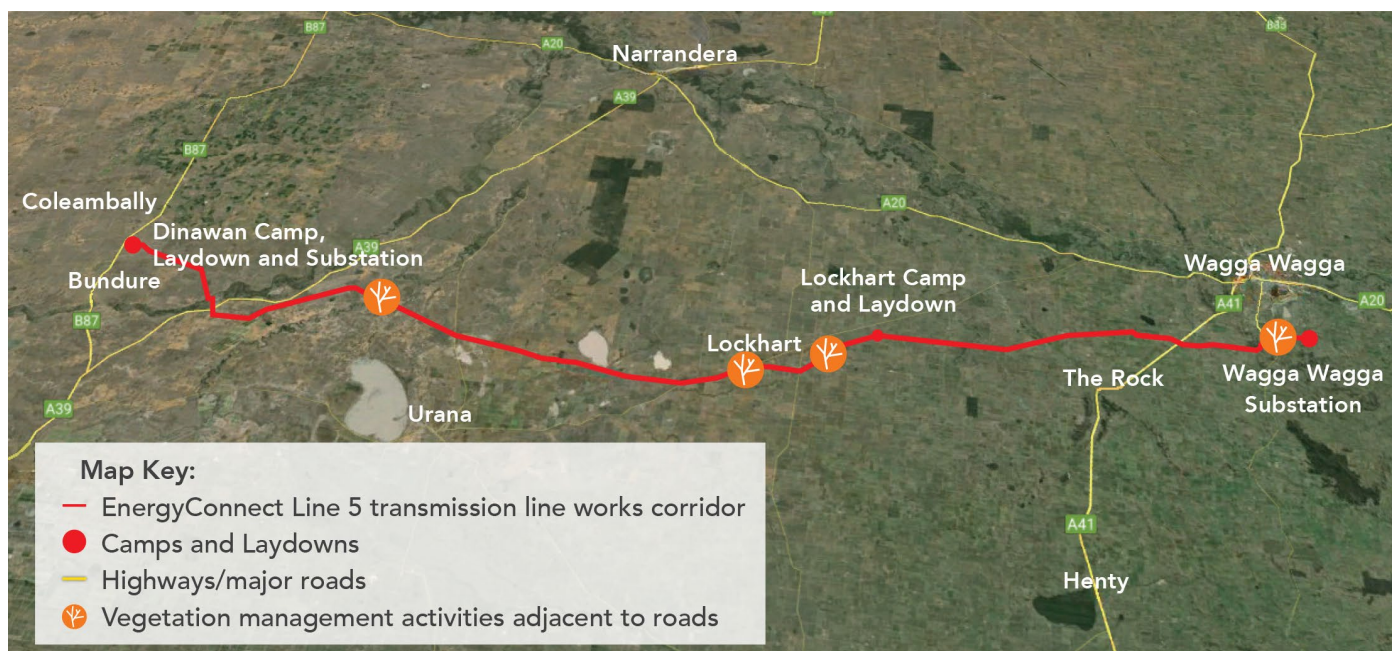 B87
A20
Narrandera
B33
A39
B87
Coleambally
A20
Dinawan Camp,
Laydown and Substation
A39
Bundure
Wagga Wagga
Lockhart Camp
and Laydown
A41
A20
B87
Lockhart
The Rock
Wagga Wagga
Substation
A39
Urana
Map Key:
EnergyConnect Line 5 transmission line works corridor
Camps and Laydowns
Highways/major roads
Vegetation management activities adjacent to roads
A41
Henty